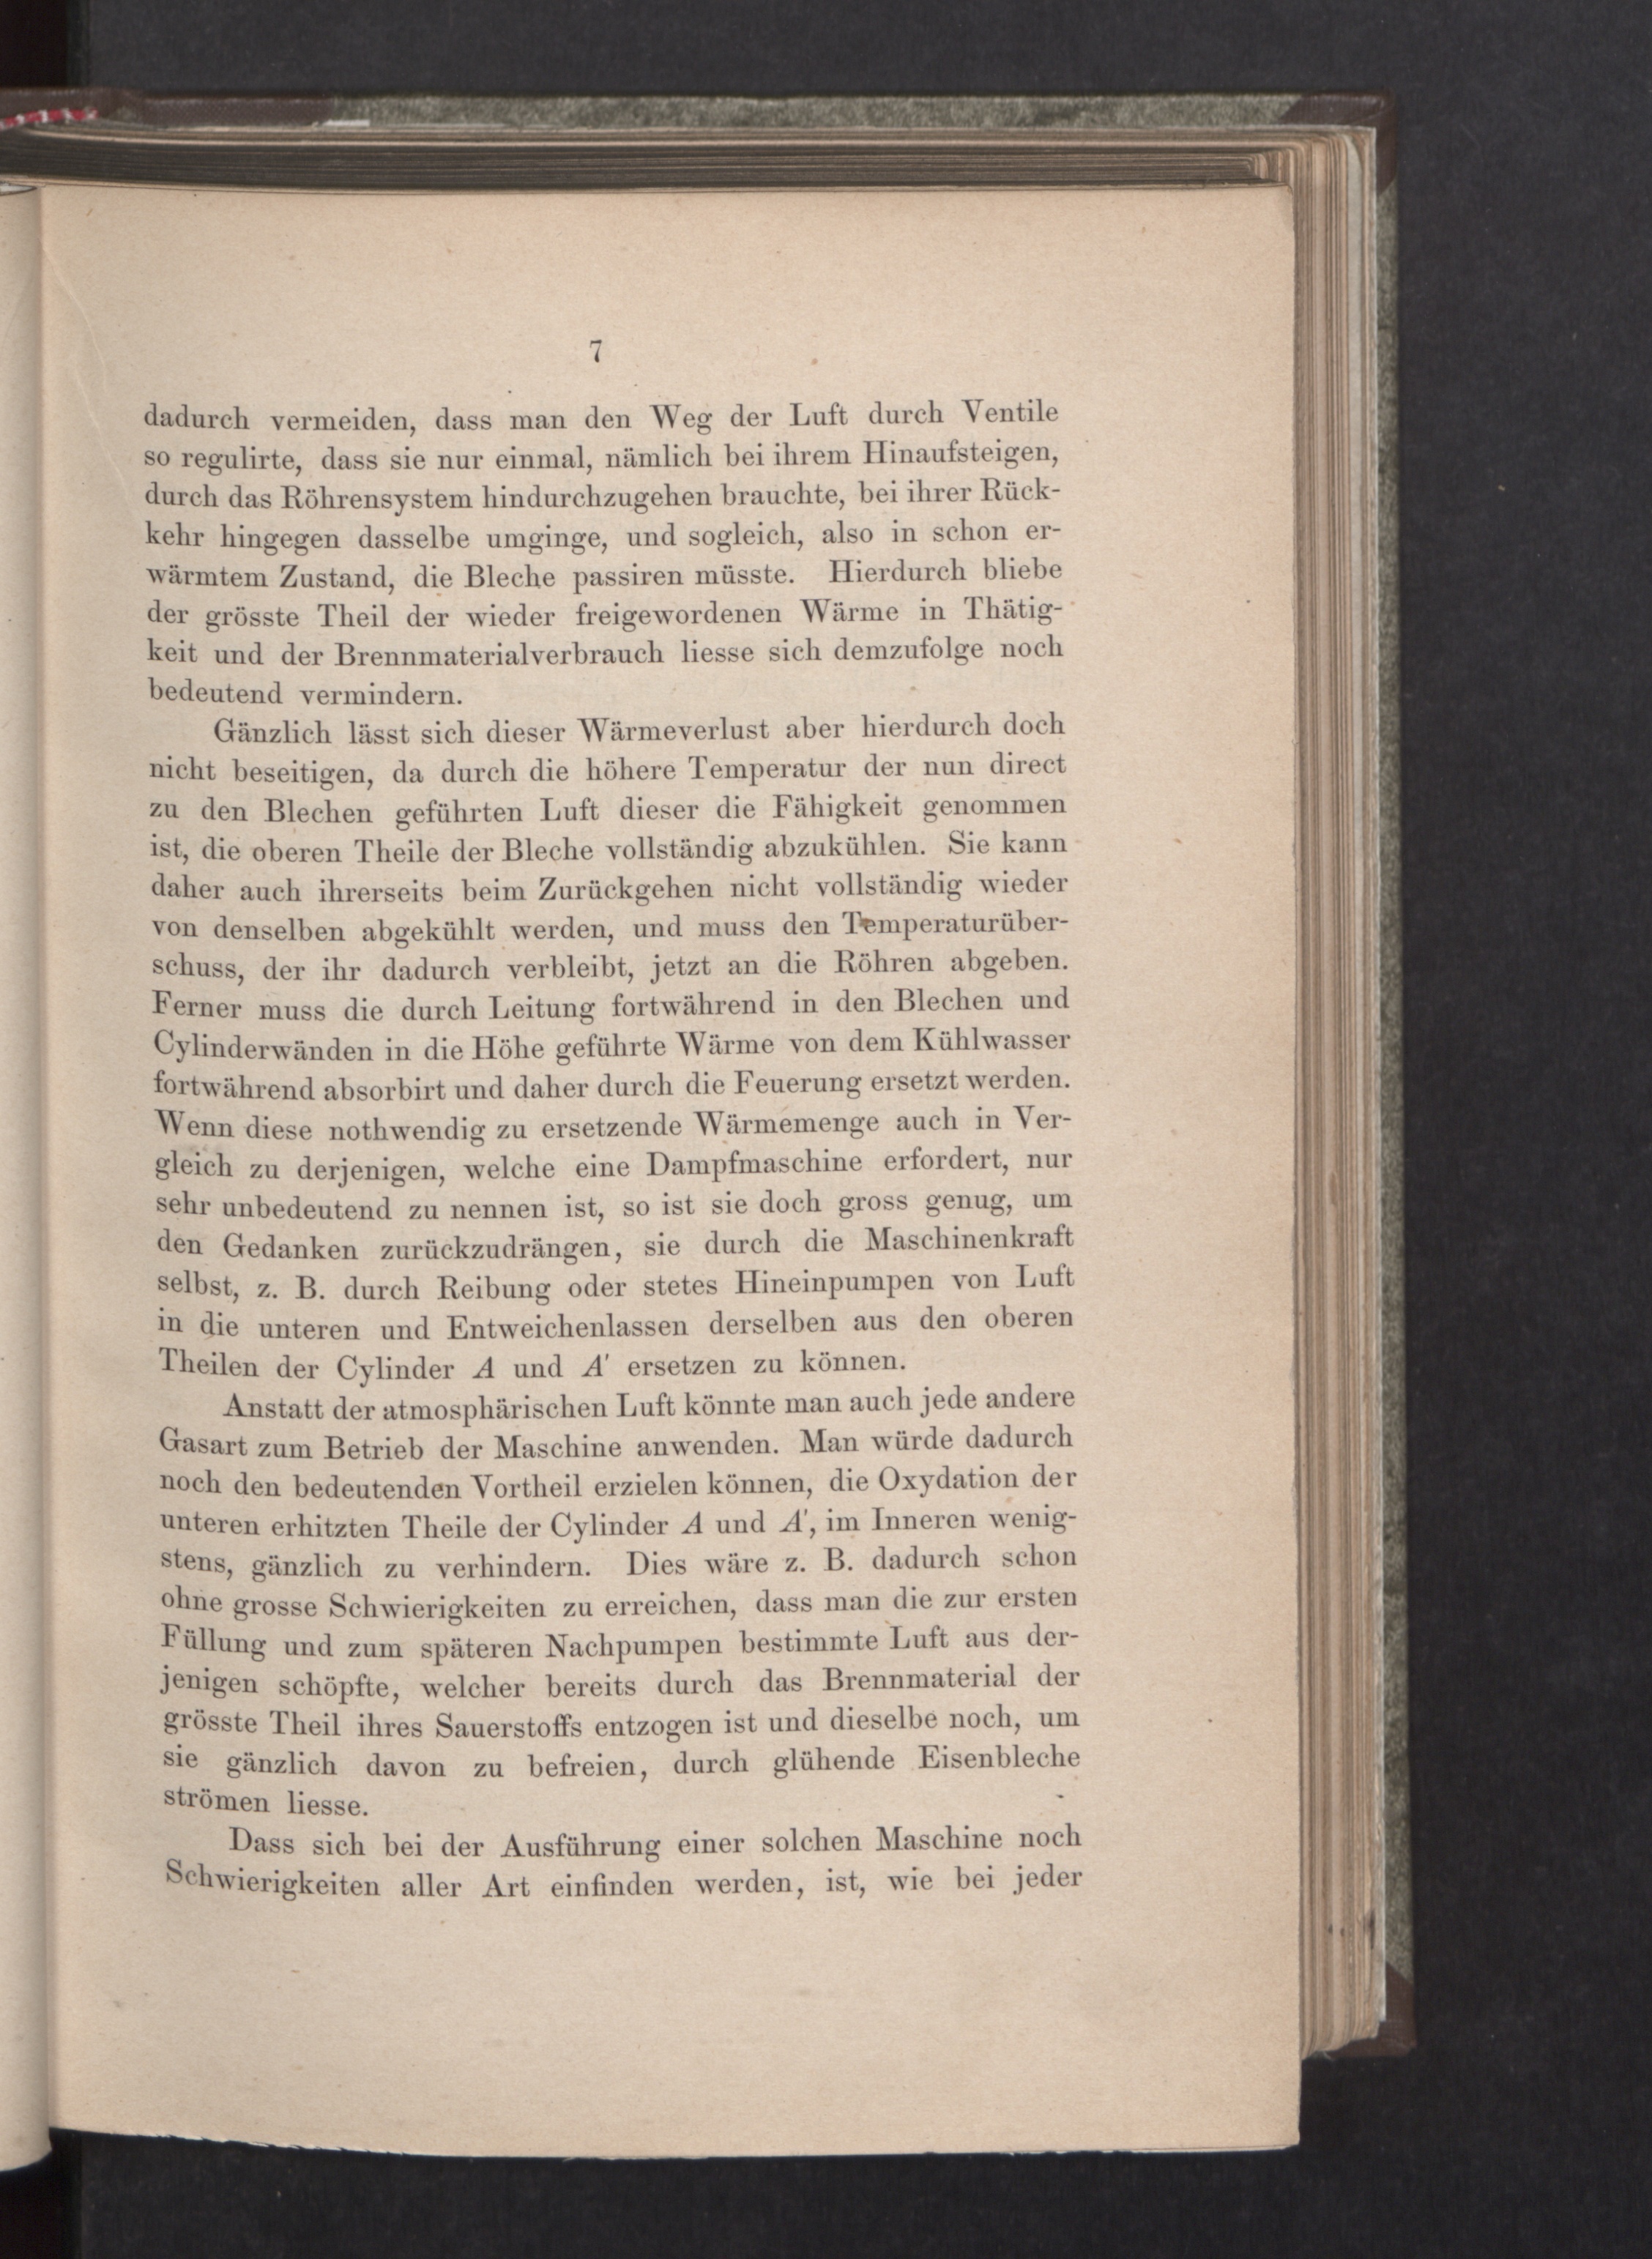 7
dadurch vermeiden, dass man den Weg der Luft durch Ventile
so regulirte, dass sie nur einmal, nämlich bei ihrem Hinaufsteigen,
durch das Röhrensystem hindurchzugehen brauchte, bei ihrer Rück-
kehr hingegen dasselbe umginge, und sogleich, also in schon er-
wärmtem Zustand, die Bleche passiren müsste. Hierdurch bliebe
der grösste Theil der wieder freigewordenen Wärme in Thätig-
keit und der Brennmaterialverbrauch liesse sich demzufolge noch
bedeutend vermindern.
Gänzlich lässt sich dieser Wärmeverlust aber hierdurch doch
nicht beseitigen, da durch die höhere Temperatur der nun direct
zu den Blechen geführten Luft dieser die Fähigkeit genommen
ist, die oberen Theile der Bleche vollständig abzukühlen. Sie kann
daher auch ihrerseits beim Zurückgehen nicht vollständig wieder
von denselben abgekühlt werden, und muss den Temperaturüber-
schuss, der ihr dadurch verbleibt, jetzt an die Röhren abgeben.
Ferner muss die durch Leitung fortwährend in den Blechen und
Cylinderwänden in die Höhe geführte Wärme von dem Kühlwasser
fortwährend absorbirt und daher durch die Feuerung ersetzt werden.
Wenn diese nothwendig zu ersetzende Wärmemenge auch in Ver-
gleich zu derjenigen, welche eine Dampfmaschine erfordert, nur
sehr unbedeutend zu nennen ist, so ist sie doch gross genug, um
den Gedanken zurückzudrängen, sie durch die Maschinenkraft
selbst, z. B. durch Reibung oder stetes Hineinpumpen von Luft
in die unteren und Entweichenlassen derselben aus den oberen
Theilen der Cylinder A und A' ersetzen zu können.
Anstatt der atmosphärischen Luft könnte man auch jede andere
Gasart zum Betrieb der Maschine anwenden. Man würde dadurch
noch den bedeutenden Vortheil erzielen können, die Oxydation der
unteren erhitzten Theile der Cylinder A und A', im Inneren wenig-
stens, gänzlich zu verhindern. Dies wäre z. B. dadurch schon
ohne grosse Schwierigkeiten zu erreichen, dass man die zur ersten
Füllung und zum späteren Nachpumpen bestimmte Luft aus der-
jenigen schöpfte, welcher bereits durch das Brennmaterial der
grösste Theil ihres Sauerstoffs entzogen ist und dieselbe noch, um
sie gänzlich davon zu befreien, durch glühende Eisenbleche
strömen liesse.
Dass sich bei der Ausführung einer solchen Maschine noch
Schwierigkeiten aller Art einfinden werden, ist, wie bei jeder